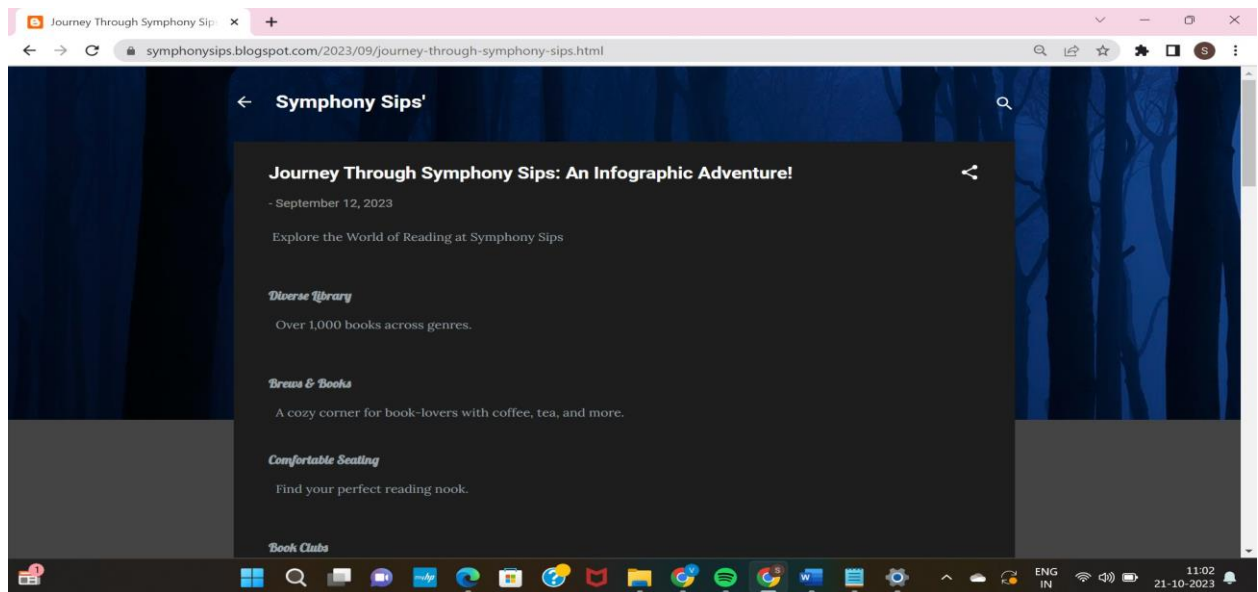 Journey Through Symphony Sip
symphonysips.blogspot.com/2023/09/journey-through-symphony-sips.html
S
Symphony Sips'
Journey Through Symphony Sips: An Infographic Adventure!
- September 12, 2023
Explore the World of Reading at Symphony Sips
Diverse Library
Over 1,000 books across genres.
Brews & Books
A cozy corner for book-lovers with coffee, tea, and more.
Comfortable Seating
Find your perfect reading nook.
Book Clubs
1
myhp
V
S
W
ENG
IN
11:02
21-10-2023